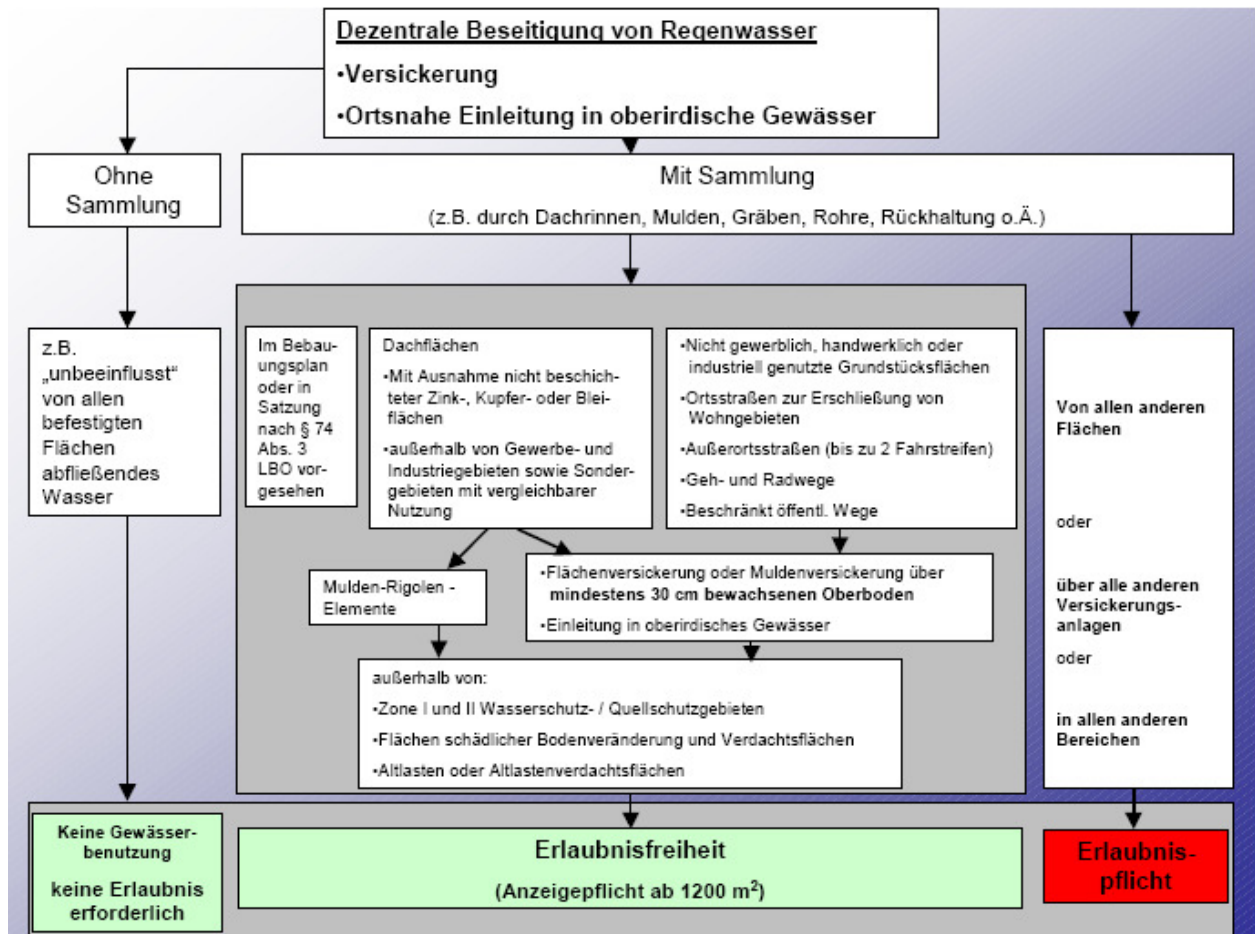 Dezentrale Beseitigung von Regenwasser
•Versickerung
•Ortsnahe Einleitung in oberirdische Gewässer
Ohne
Sammlung
Mit Sammlung
(z.B. durch Dachrinnen, Mulden, Gräben, Rohre, Rückhaltung o.Ä.)
z.B.
„unbeeinflusst“
von allen
befestigten
Flächen
abfließendes
Wasser
Im Bebau-
ungsplan
oder in
Satzung
nach § 74
Abs. 3
LBO vor-
gesehen
Dachflächen
•Mit Ausnahme nicht beschich-
teter Zink-, Kupfer- oder Blei-
flächen
•außerhalb von Gewerbe- und
Industriegebieten sowie Sonder-
gebieten mit vergleichbarer
Nutzung
•Nicht gewerblich, handwerklich oder
industriell genutzte Grundstücksflächen
•Ortsstraßen zur Erschließung von
Wohngebieten
•Außerortsstraßen (bis zu 2 Fahrstreifen)
•Geh- und Radwege
•Beschränkt öffentl. Wege
Von allen anderen
Flächen
oder
über alle anderen
Versickerungs-
anlagen
oder
in allen anderen
Bereichen
Mulden-Rigolen -
Elemente
•Flächenversickerung oder Muldenversickerung über
mindestens 30 cm bewachsenen Oberboden
•Einleitung in oberirdisches Gewässer
außerhalb von:
•Zone I und II Wasserschutz- / Quellschutzgebieten
•Flächen schädlicher Bodenveränderung und Verdachtsflächen
•Altlasten oder Altlastenverdachtsflächen
Keine Gewässer-
benutzung
keine Erlaubnis
erforderlich
Erlaubnisfreiheit
(Anzeigepflicht ab 1200 m²)
Erlaubnis-
pflicht